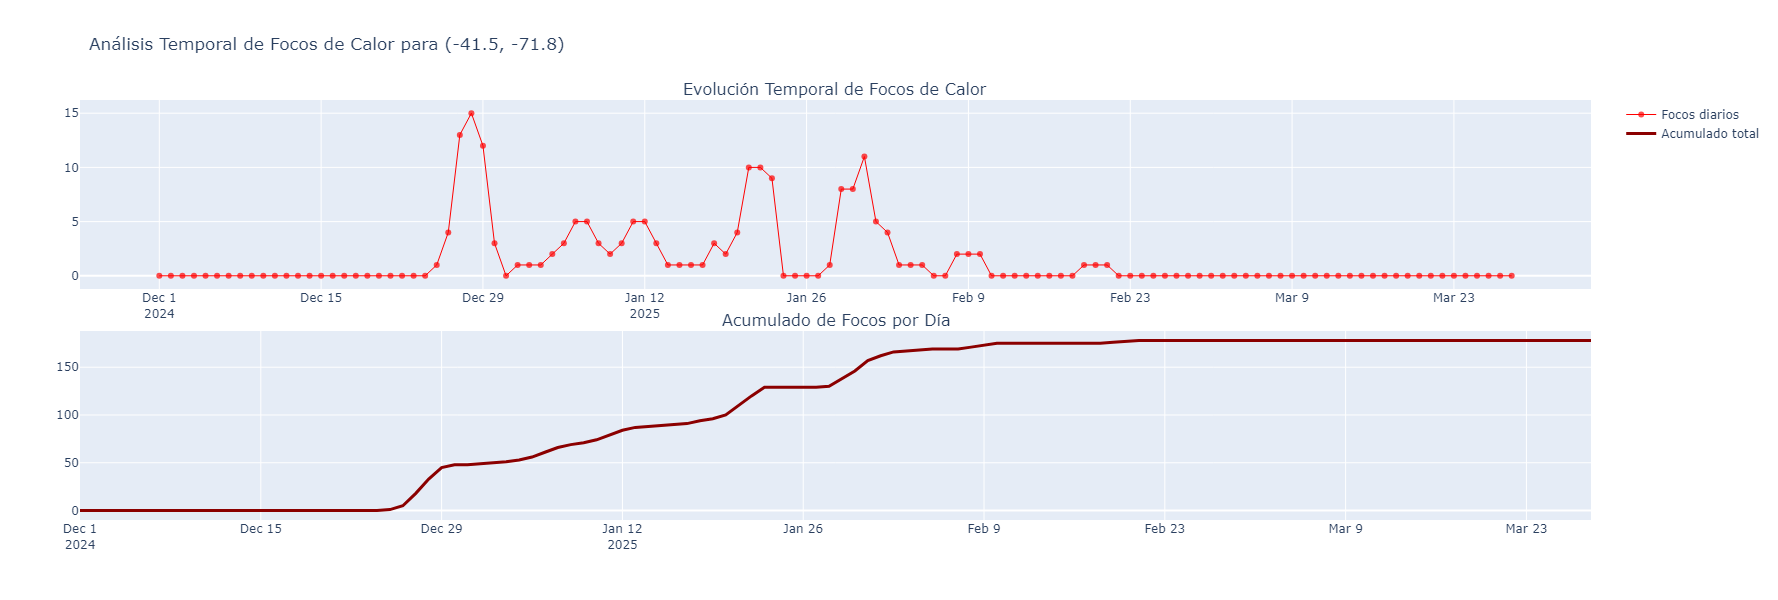 Análisis Temporal de Focos de Calor para (-41.5, -71.8)
Evolución Temporal de Focos de Calor
15
10
5
0
Dec 1 Dec 15 Dec 29 Jan 12 Jan 26 Feb 9 Feb 23 Mar 9 Mar 23
2024 2025
Focos diarios
Acumulado total
Acumulado de Focos por Día
150
100
50
0
Dec 1 Dec 15 Dec 29 Jan 12 Jan 26 Feb 9 Feb 23 Mar 9 Mar 23
2024 2025